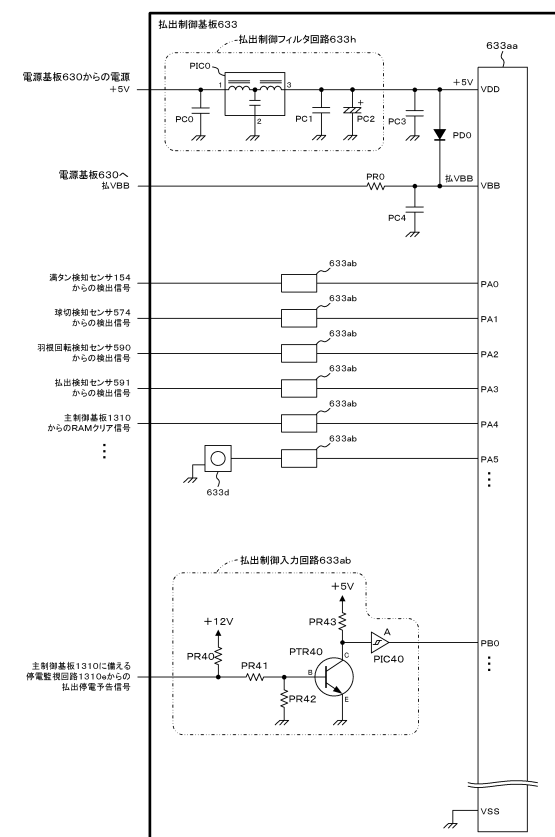 払出制御基板633
払出制御フィルタ回路633h
633aa
PIC0
電源基板630からの電源
+5V
1
3
2
PC0
PC1
+
PC2
PC3
+5V
VDD
PD0
電源基板630へ
払VBB
PR0
払VBB
VBB
PC4
満タン検知センサ154
からの検出信号
633ab
PA0
球切検知センサ574
からの検出信号
633ab
PA1
羽根回転検知センサ590
からの検出信号
633ab
PA2
払出検知センサ591
からの検出信号
633ab
PA3
主制御基板1310
からのRAMクリア信号
633ab
PA4
633ab
PA5
633d
払出制御入力回路633ab
+5V
+12V
PR43
A
PR40
PTR40
PIC40
PB0
主制御基板1310に備える
停電監視回路1310eからの
払出停電予告信号
PR41
B
C
E
PR42
VSS